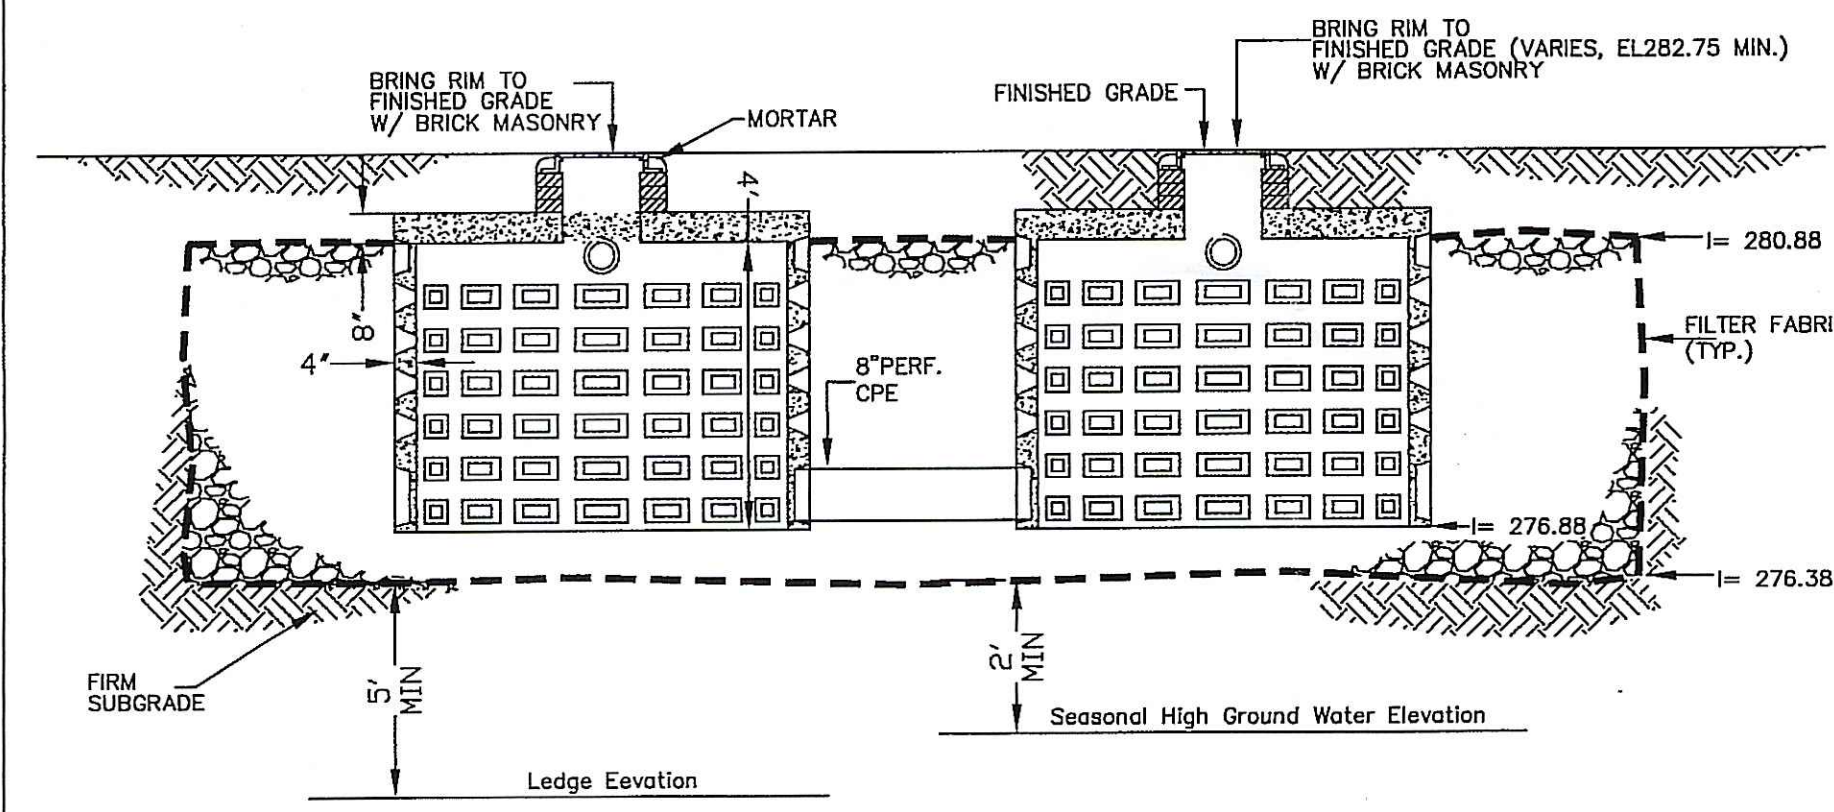 BRING RIM TO
FINISHED GRADE (VARIES, EL282.75 MIN.)
W/ BRICK MASONRY
BRING RIM TO
FINISHED GRADE
W/ BRICK MASONRY
FINISHED GRADE
MORTAR
4'
I= 280.88
8"
FILTER FABRI
(TYP.)
4"
8"PERF.
CPE
I= 276.88
I= 276.38
FIRM
SUBGRADE
5'
MIN
2'
MIN
Seasonal High Ground Water Elevation
Ledge Eevation